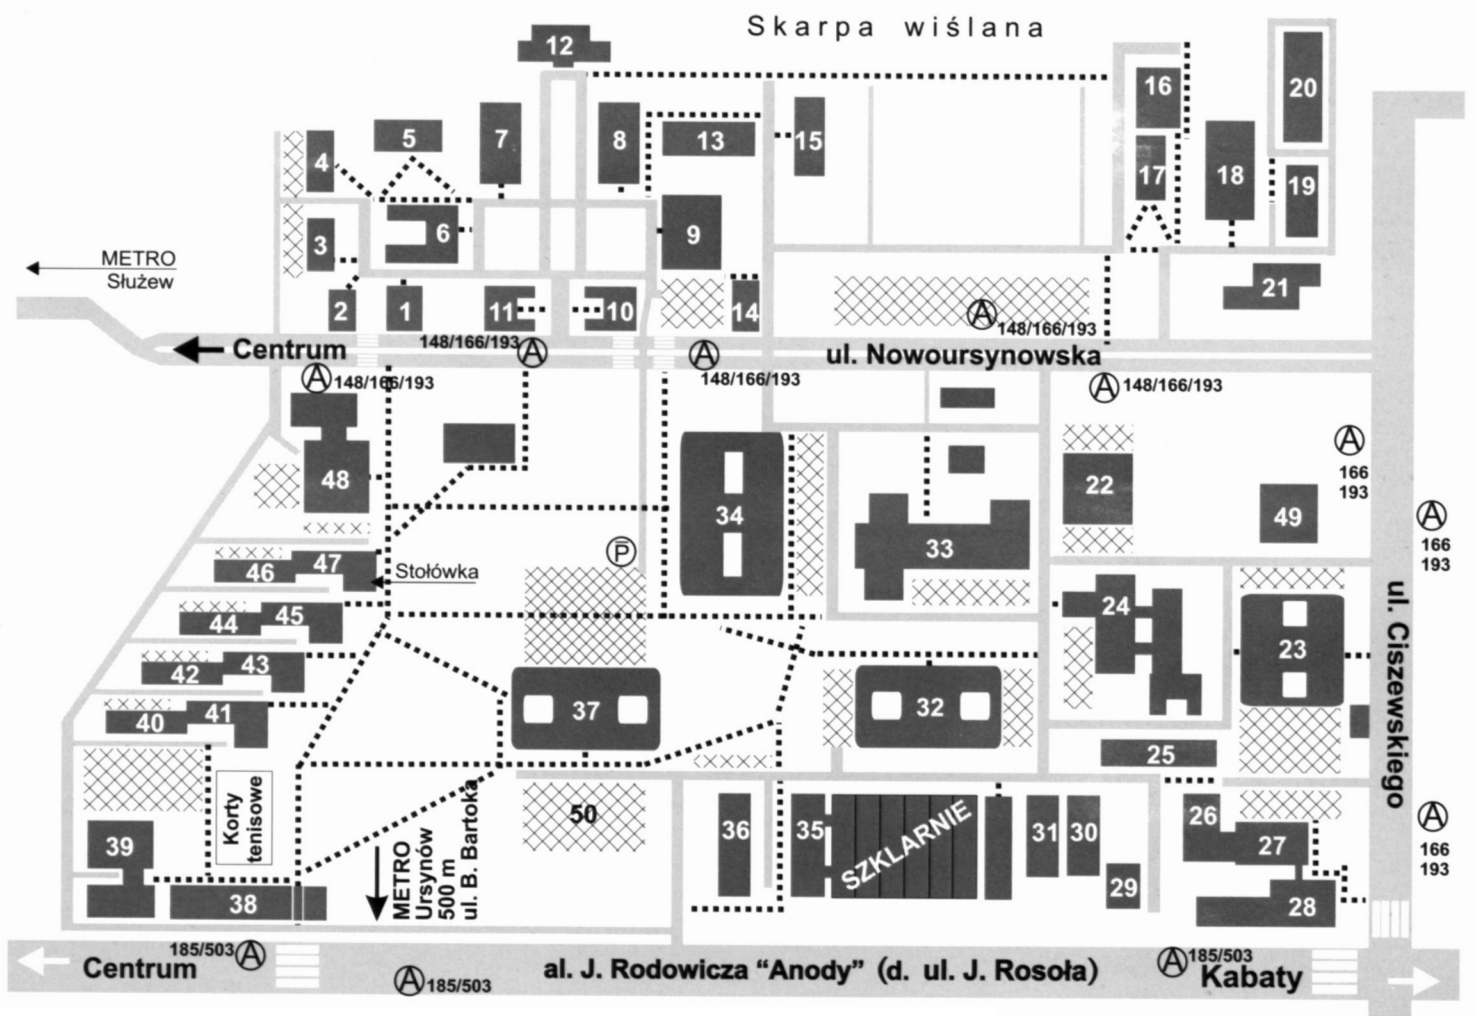 Skarpa wiślana
12
16
20
5
7
8
13
15
4
17
18
19
3
6
9
METRO
Służew
2
1
11
10
14
21
A
148/166/193
148/166/193
A
Centrum
ul. Nowoursynowska
A
148/166/193
A
148/166/193
A
148/166/193
A
166
193
48
34
22
49
33
A
166
193
P
47
46
Stołówka
45
44
24
23
43
42
41
40
37
32
25
ul. Ciszewskiego
Korty
tenisowe
50
36
35
SZKLARNIE
31
30
26
27
A
166
193
39
29
28
38
METRO
Ursynów
500 m
ul. B. Bartoka
185/503 A
Centrum
A 185/503
al. J. Rodowicza “Anody” (d. ul. J. Rosoła)
A 185/503
Kabaty